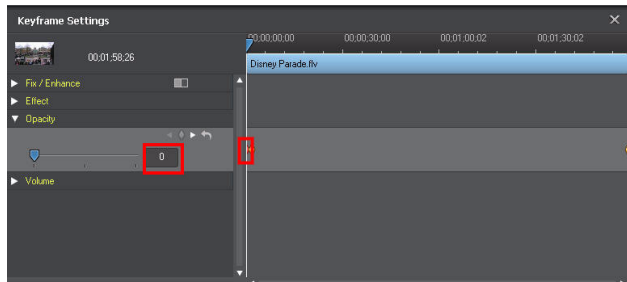 Keyframe Settings
00;00;00;00 00;00;30;00 00;01;00;02 00;01;30;02
00;01;58;26
Disney Parade.flv
Fix / Enhance
Effect
Opacity
0
Volume